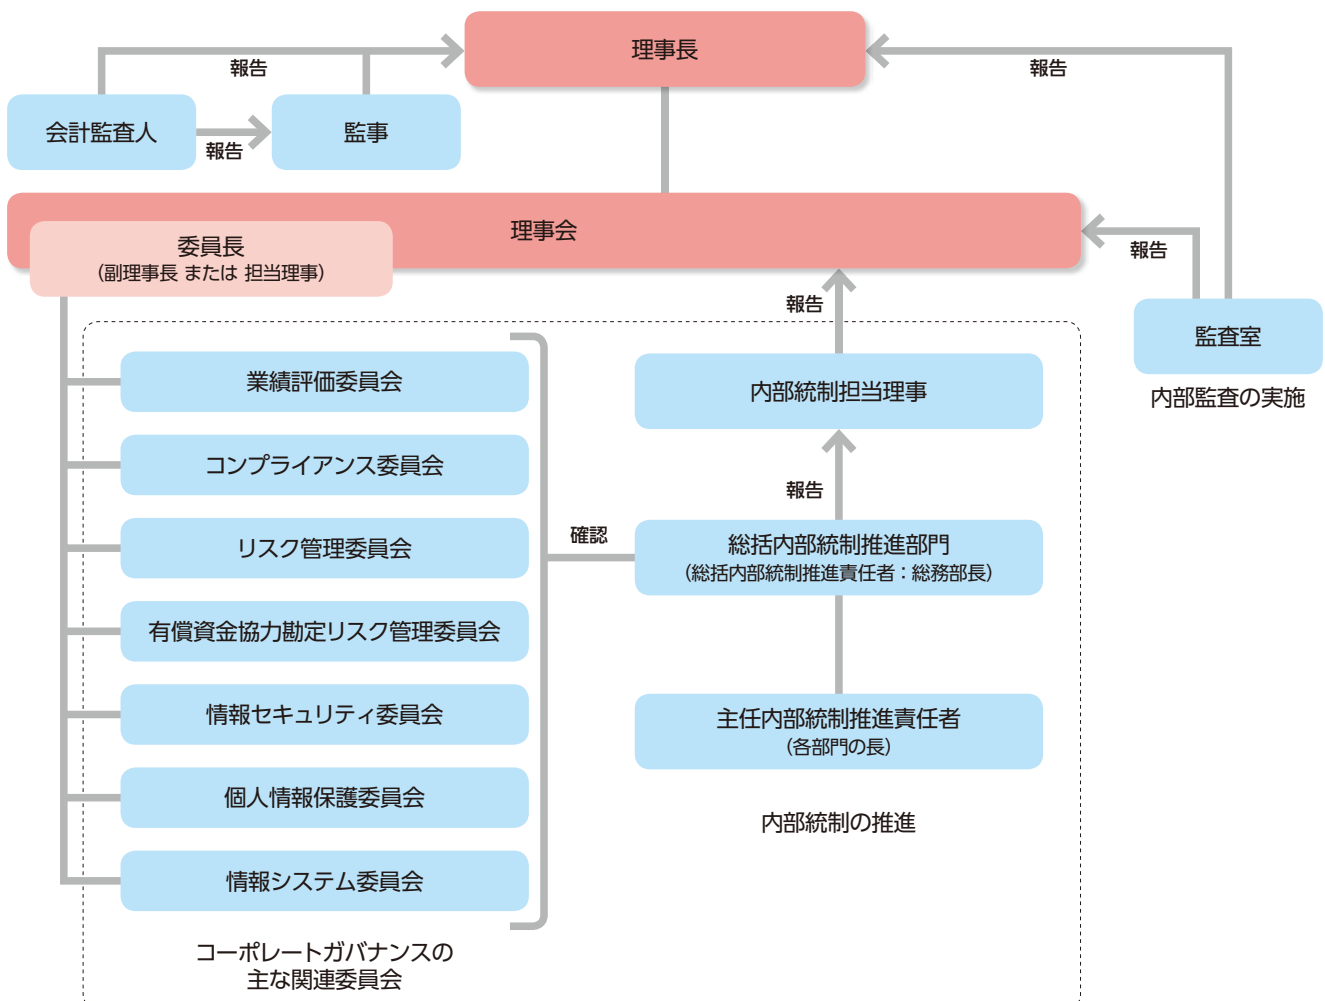 理事長
報告
報告
会計監査人
報告
監事
理事会
委員長
(副理事長 または 担当理事)
報告
報告
監査室
内部監査の実施
業績評価委員会
コンプライアンス委員会
リスク管理委員会
有償資金協力勘定リスク管理委員会
情報セキュリティ委員会
個人情報保護委員会
情報システム委員会
コーポレートガバナンスの
主な関連委員会
確認
内部統制担当理事
報告
総括内部統制推進部門
(総括内部統制推進責任者:総務部長)
主任内部統制推進責任者
(各部門の長)
内部統制の推進